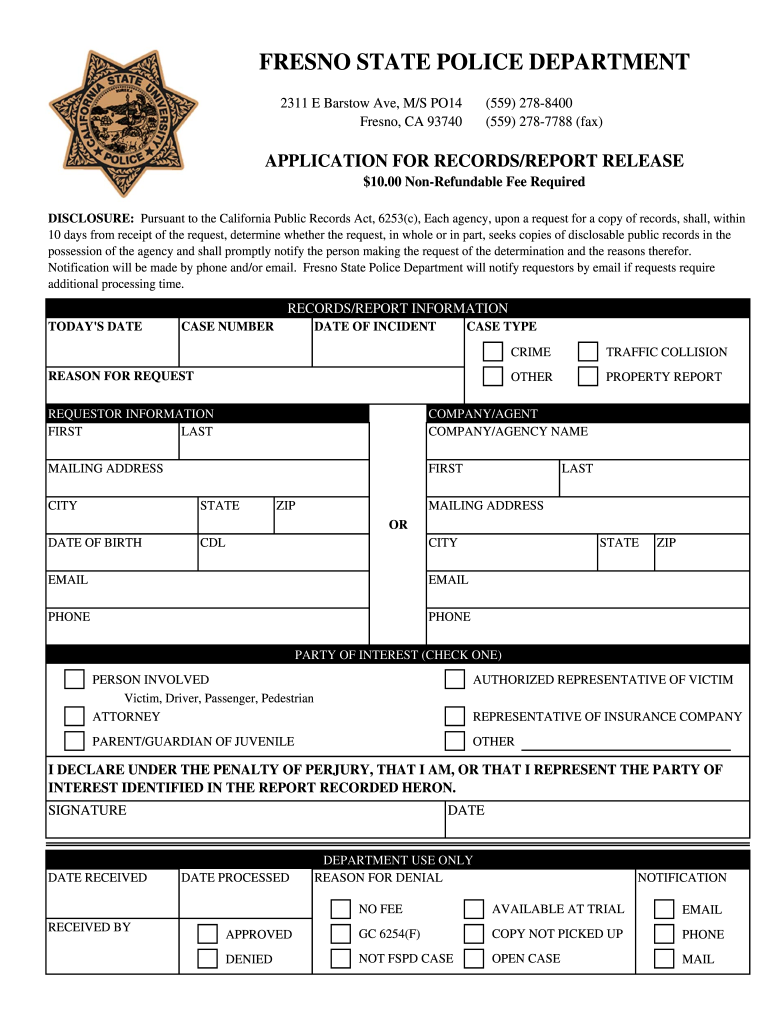 CALIFORNIA STATE UNIVERSITY
POLICE
FRESNO STATE POLICE DEPARTMENT
2311 E Barstow Ave, M/S PO14 (559) 278-8400
Fresno, CA 93740 (559) 278-7788 (fax)
APPLICATION FOR RECORDS/REPORT RELEASE
$10.00 Non-Refundable Fee Required
DISCLOSURE: Pursuant to the California Public Records Act, 6253(c), Each agency, upon a request for a copy of records, shall, within
10 days from receipt of the request, determine whether the request, in whole or in part, seeks copies of disclosable public records in the
possession of the agency and shall promptly notify the person making the request of the determination and the reasons therefor.
Notification will be made by phone and/or email. Fresno State Police Department will notify requestors by email if requests require
additional processing time.
RECORDS/REPORT INFORMATION
TODAY'S DATE CASE NUMBER DATE OF INCIDENT CASE TYPE
CRIME TRAFFIC COLLISION
REASON FOR REQUEST OTHER PROPERTY REPORT
REQUESTOR INFORMATION COMPANY/AGENT
FIRST LAST COMPANY/AGENCY NAME
MAILING ADDRESS FIRST LAST
CITY STATE ZIP MAILING ADDRESS
OR
DATE OF BIRTH CDL CITY STATE ZIP
EMAIL EMAIL
PHONE PHONE
PARTY OF INTEREST (CHECK ONE)
PERSON INVOLVED AUTHORIZED REPRESENTATIVE OF VICTIM
Victim, Driver, Passenger, Pedestrian
ATTORNEY REPRESENTATIVE OF INSURANCE COMPANY
PARENT/GUARDIAN OF JUVENILE OTHER
I DECLARE UNDER THE PENALTY OF PERJURY, THAT I AM, OR THAT I REPRESENT THE PARTY OF
INTEREST IDENTIFIED IN THE REPORT RECORDED HERON.
SIGNATURE DATE
DEPARTMENT USE ONLY
DATE RECEIVED DATE PROCESSED REASON FOR DENIAL NOTIFICATION
NO FEE AVAILABLE AT TRIAL EMAIL
RECEIVED BY APPROVED GC 6254(F) COPY NOT PICKED UP PHONE
DENIED NOT FSPD CASE OPEN CASE MAIL